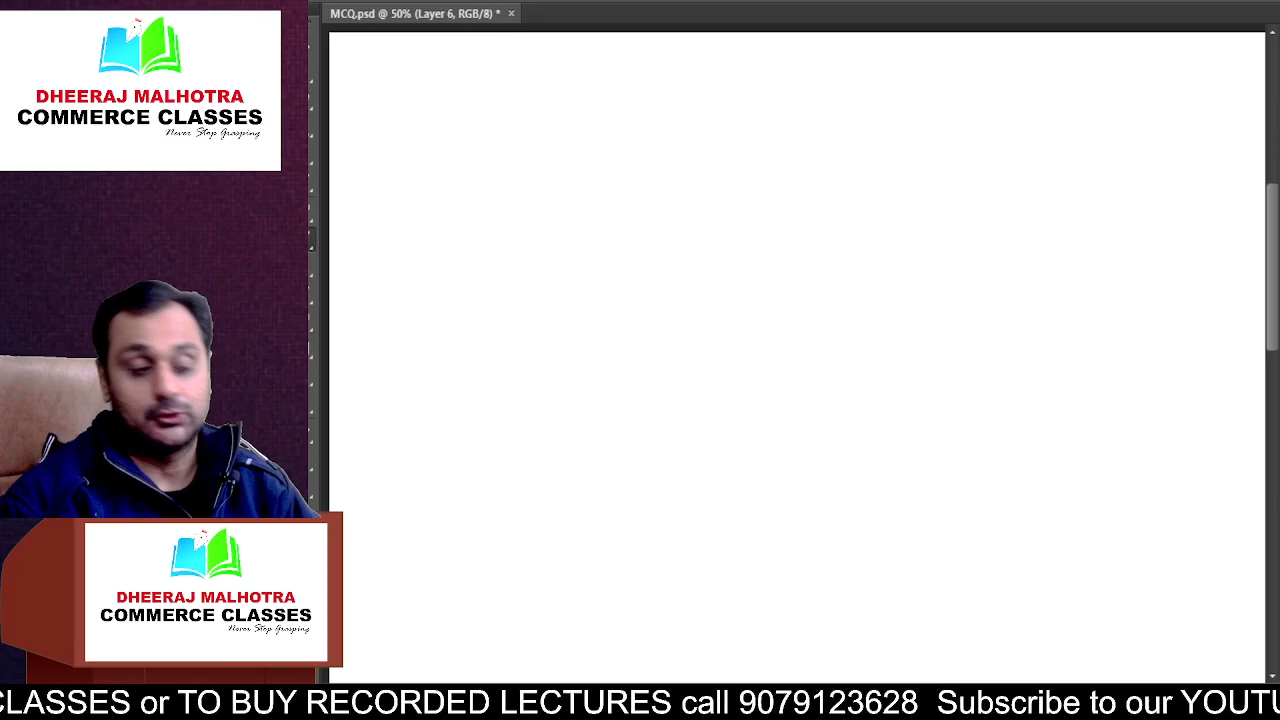 MCQ.psd @ 50% (Layer 6, RGB/8) * ×
DHEERAJ MALHOTRA
COMMERCE CLASSES
Never Stop Grasping
DHEERAJ MALHOTRA
COMMERCE CLASSES
Never Stop Grasping
CLASSES or TO BUY RECORDED LECTURES call 9079123628 Subscribe to our YOUTU